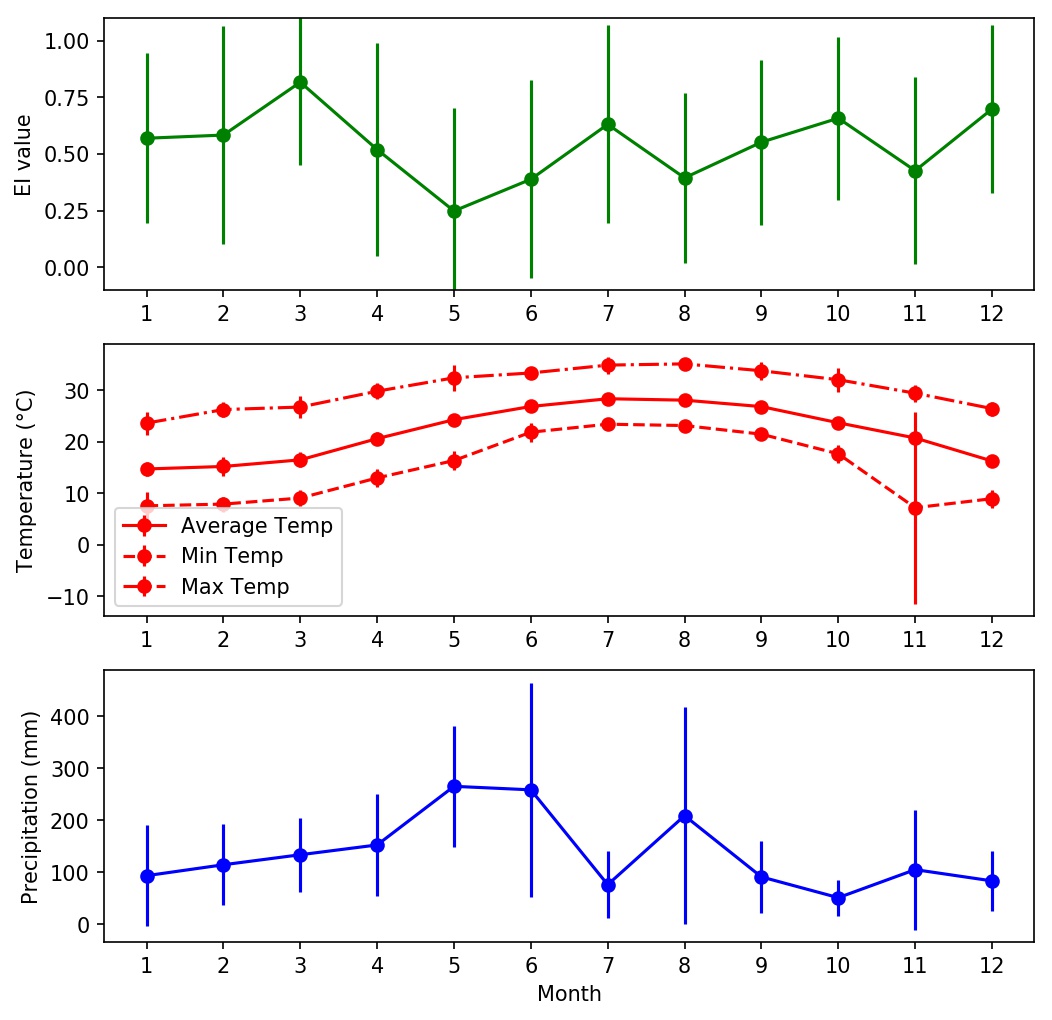 1.00
0.75
0.50
0.25
0.00
EI value
1 2 3 4 5 6 7 8 9 10 11 12
30
20
10
0
−10
Temperature (°C)
Average Temp
Min Temp
Max Temp
1 2 3 4 5 6 7 8 9 10 11 12
400
300
200
100
0
Precipitation (mm)
1 2 3 4 5 6 7 8 9 10 11 12
Month